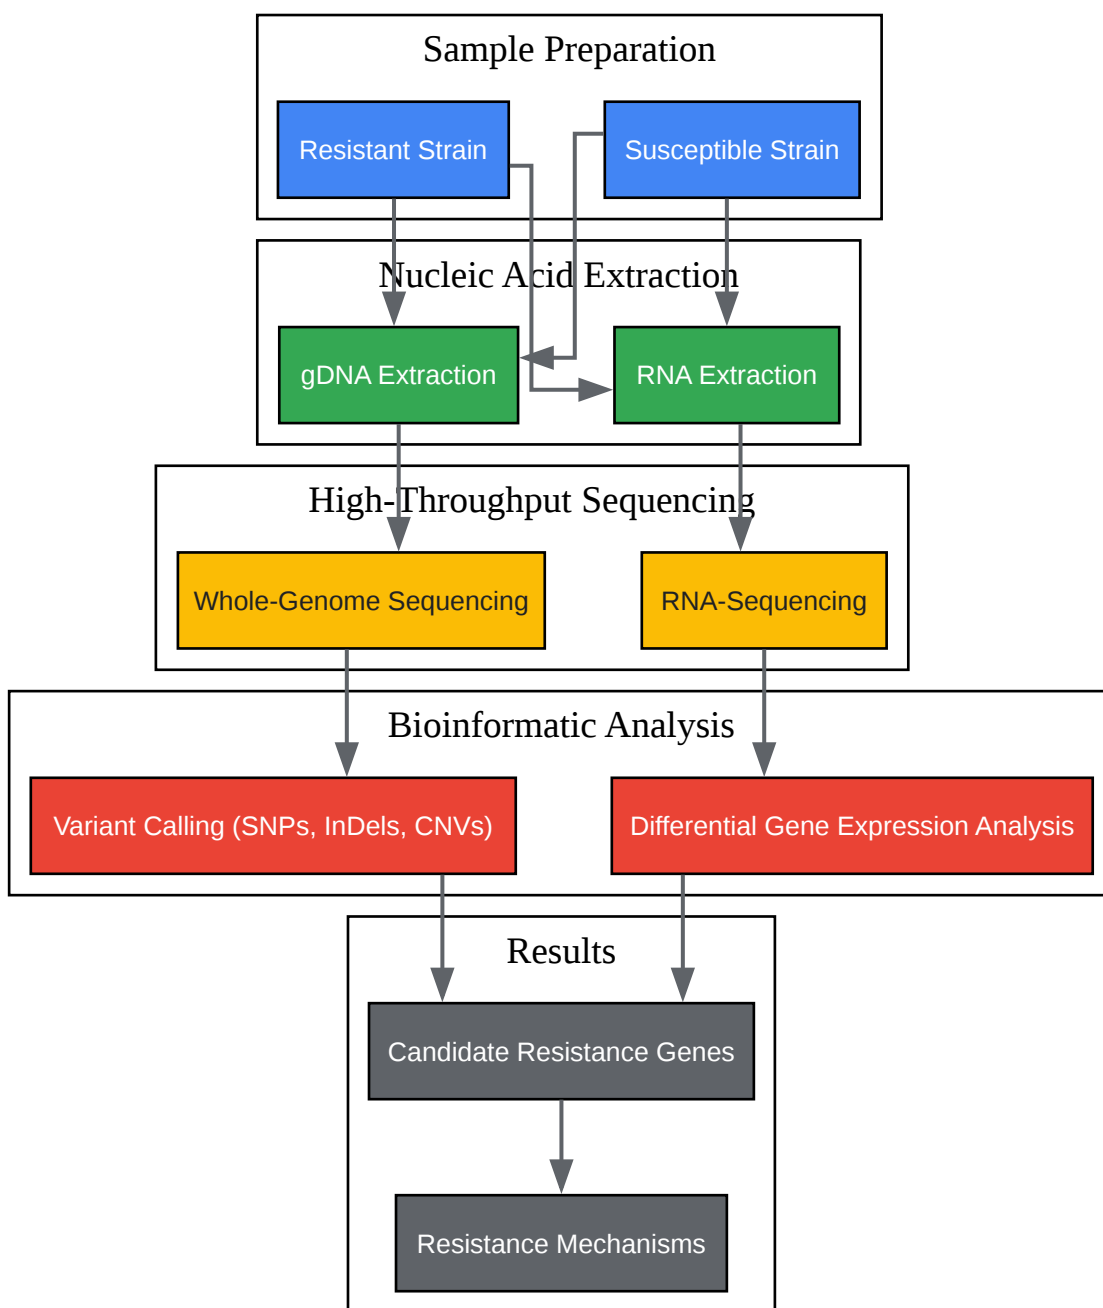 Sample Preparation
Resistant Strain
Susceptible Strain
Nucleic Acid Extraction
gDNA Extraction
RNA Extraction
High-Throughput Sequencing
Whole-Genome Sequencing
RNA-Sequencing
Bioinformatic Analysis
Variant Calling (SNPs, InDels, CNVs)
Differential Gene Expression Analysis
Results
Candidate Resistance Genes
Resistance Mechanisms